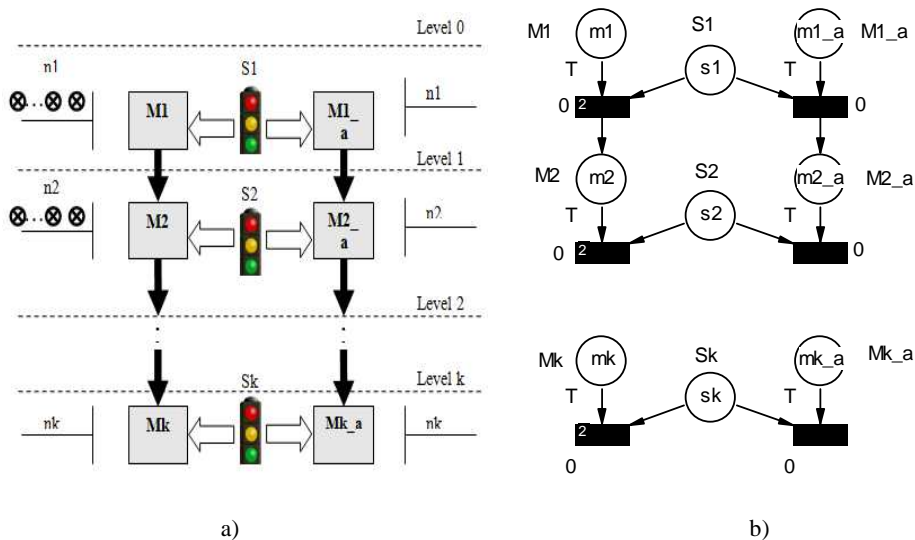 Level 0
n1
S1
M1
M1_
a
n1
Level 1
n2
S2
M2
M2_
a
n2
Level 2
Level k
nk
Sk
Mk
Mk_a
nk
a)
M1
m1
S1
m1_a
M1_a
T
s1
T
0
2
0
M2
m2
S2
m2_a
M2_a
T
s2
T
0
2
0
Mk
mk
Sk
mk_a
Mk_a
T
sk
T
2
0
0
b)